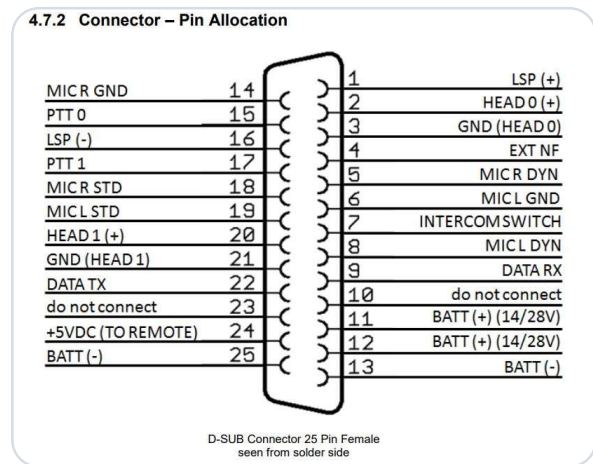 4.7.2 Connector – Pin Allocation
MIC R GND 14
PTT 0 15
LSP (-) 16
PTT 1 17
MIC R STD 18
MIC L STD 19
HEAD 1 (+) 20
GND (HEAD 1) 21
DATA TX 22
do not connect 23
+5VDC (TO REMOTE) 24
BATT (-) 25
1 LSP (+)
2 HEAD 0 (+)
3 GND (HEAD 0)
4 EXT NF
5 MIC R DYN
6 MIC L GND
7 INTERCOM SWITCH
8 MIC L DYN
9 DATA RX
10 do not connect
11 BATT (+) (14/28V)
12 BATT (+) (14/28V)
13 BATT (-)
D-SUB Connector 25 Pin Female
seen from solder side